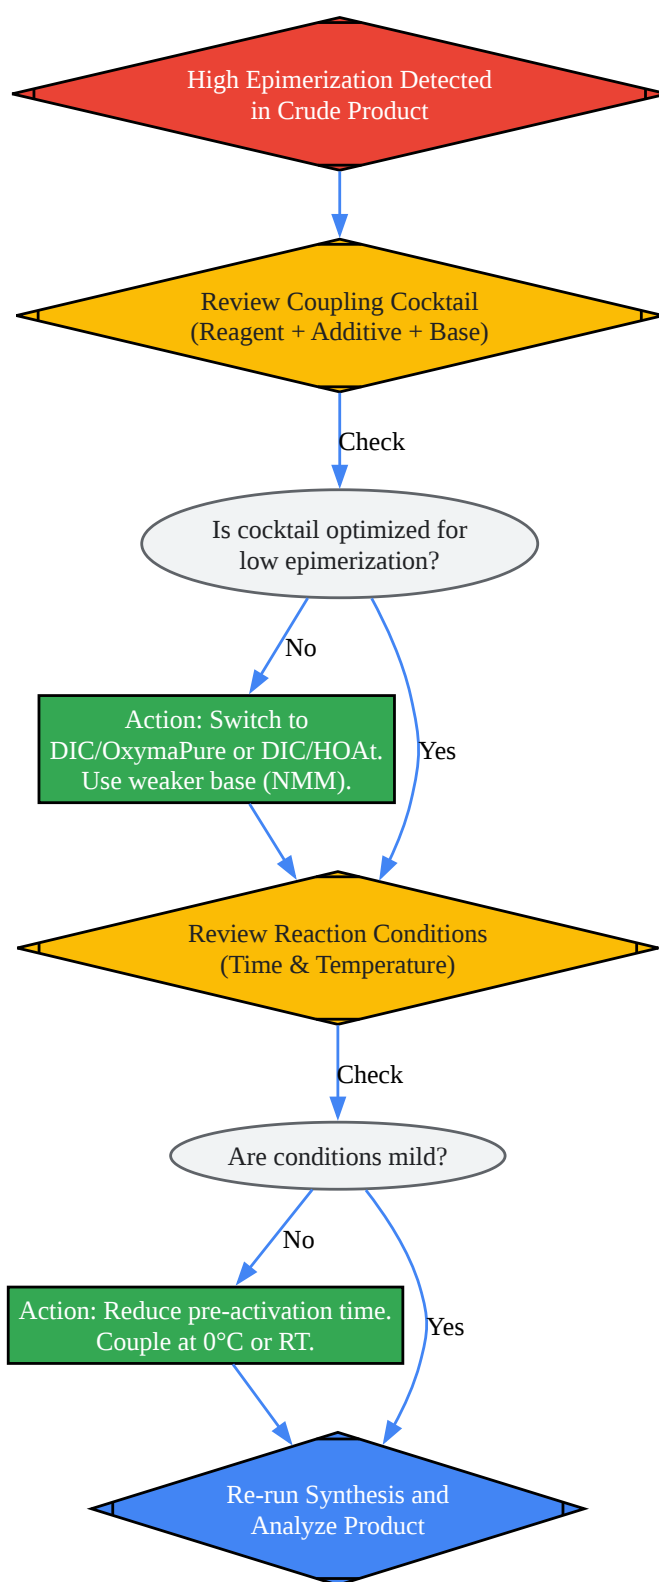 High Epimerization Detected
in Crude Product
Review Coupling Cocktail
(Reagent + Additive + Base)
Check
Is cocktail optimized for
low epimerization?
No
Action: Switch to
DIC/OxymaPure or DIC/HOAt.
Use weaker base (NMM).
Yes
Review Reaction Conditions
(Time & Temperature)
Check
Are conditions mild?
No
Action: Reduce pre-activation time.
Couple at 0°C or RT.
Yes
Re-run Synthesis and
Analyze Product